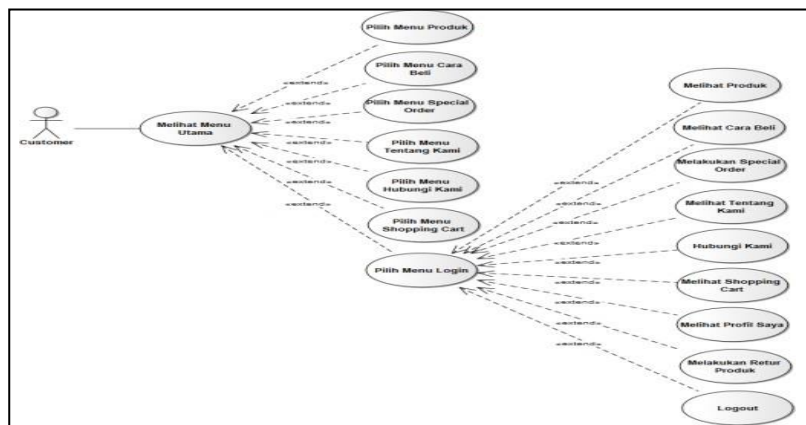 Customer
Melihat Menu
Utama
Pilih Menu Produk
Pilih Menu Cara
Beli
Pilih Menu Special
Order
Pilih Menu
Tentang Kami
Pilih Menu
Hubungi Kami
Pilih Menu
Shopping Cart
Pilih Menu Login
«extend»
«extend»
«extend»
«extend»
«extend»
«extend»
«extend»
Melihat Produk
Melihat Cara Beli
Melakukan Special
Order
Melihat Tentang
Kami
Hubungi Kami
Melihat Shopping
Cart
Melihat Profil Saya
Melakukan Retur
Produk
Logout
«extend»
«extend»
«extend»
«extend»
«extend»
«extend»
«extend»
«extend»